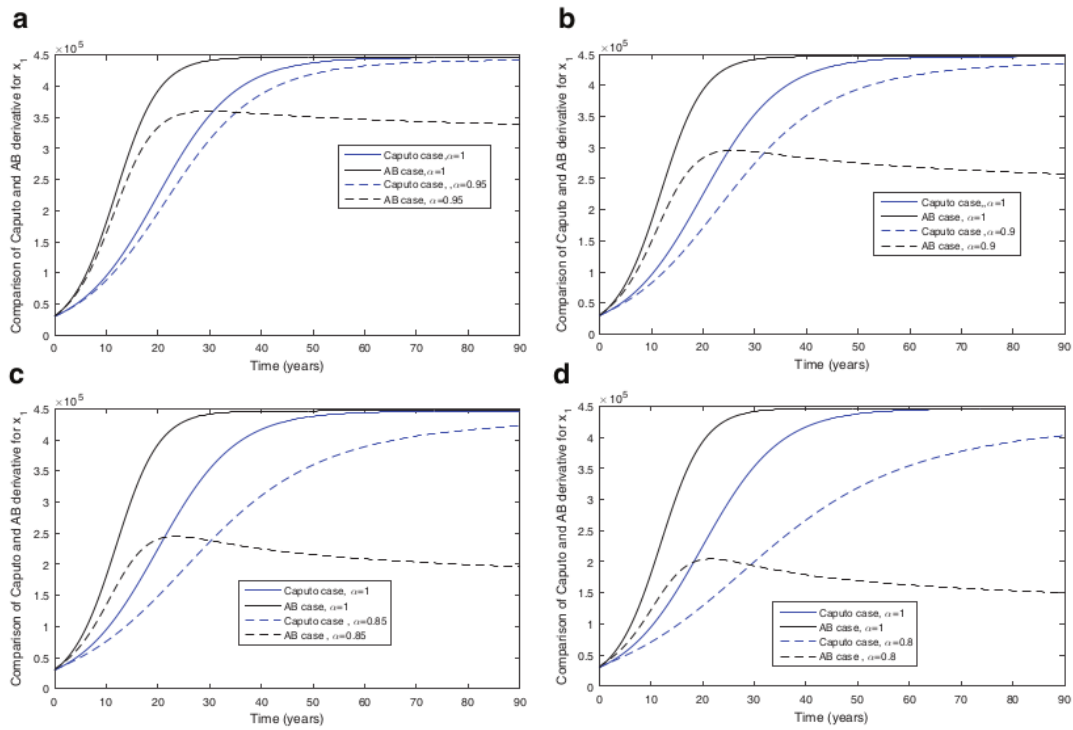 a
×10⁵
Comparison of Caputo and AB derivative for x₁
4.5
4
3.5
3
2.5
2
1.5
1
0.5
0
0 10 20 30 40 50 60 70 80 90
Time (years)
Caputo case,α=1
AB case,α=1
Caputo case, ,α=0.95
AB case, α=0.95
b
×10⁵
Comparison of Caputo and AB derivative for x₁
4.5
4
3.5
3
2.5
2
1.5
1
0.5
0
0 10 20 30 40 50 60 70 80 90
Time (years)
Caputo case,,α=1
AB case, α=1
Caputo case ,α=0.9
AB case, α=0.9
c
×10⁵
Comparison of Caputo and AB derivative for x₁
4.5
4
3.5
3
2.5
2
1.5
1
0.5
0
0 10 20 30 40 50 60 70 80 90
Time (years)
Caputo case, α=1
AB case, α=1
Caputo case , α=0.85
AB case , α=0.85
d
×10⁵
Comparison of Caputo and AB derivative for x₁
4.5
4
3.5
3
2.5
2
1.5
1
0.5
0
0 10 20 30 40 50 60 70 80 90
Time (years)
Caputo case, α=1
AB case, α=1
Caputo case, α=0.8
AB case , α=0.8